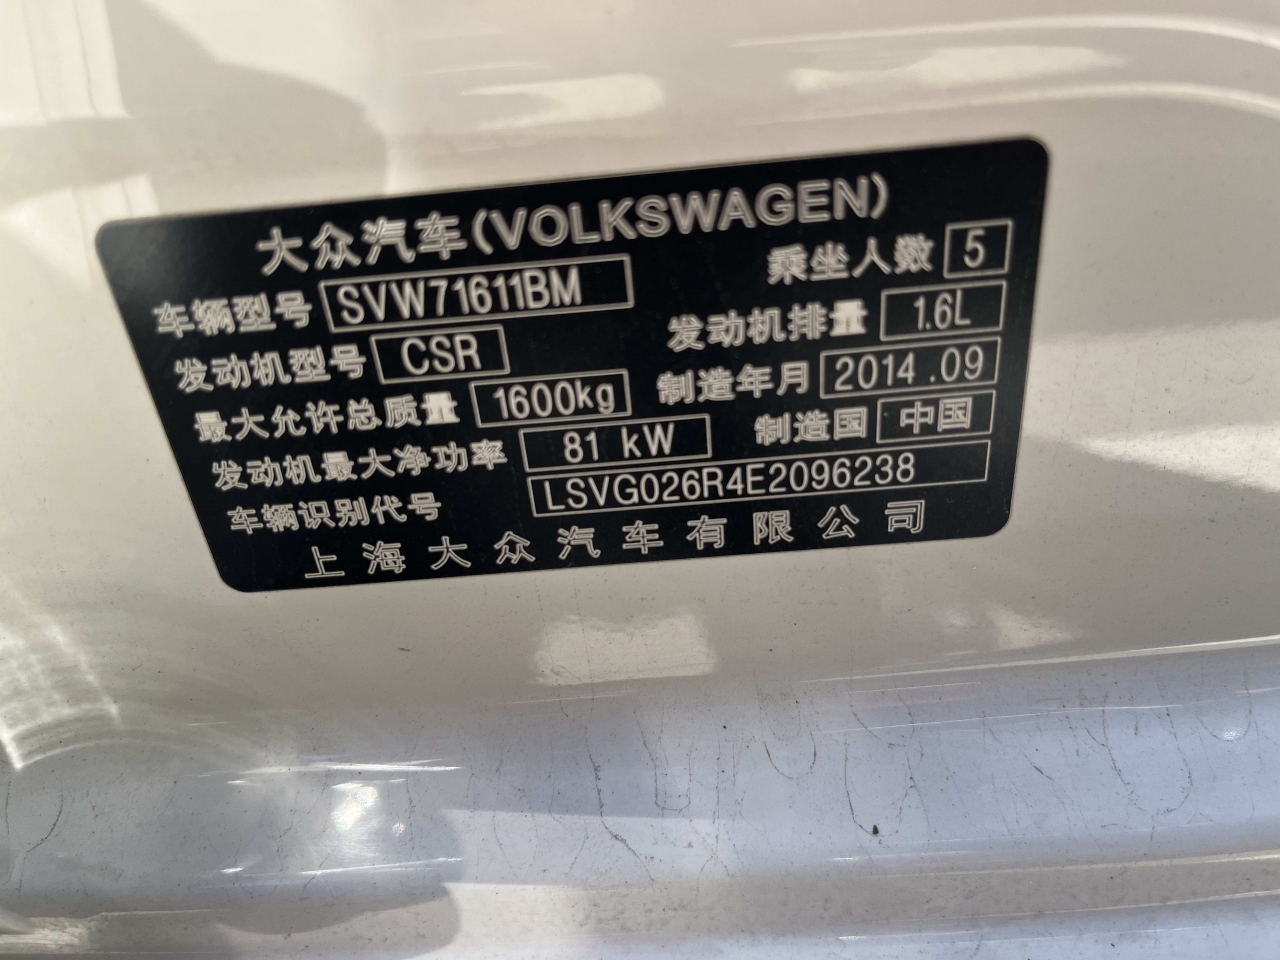 大众汽车(VOLKSWAGEN)
车辆型号 SVW71611BM 乘坐人数 5
发动机型号 CSR 发动机排量 1.6L
最大允许总质量 1600kg 制造年月 2014.09
发动机最大净功率 81 kW 制造国 中国
车辆识别代号 LSVG026R4E2096238
上海大众汽车有限公司